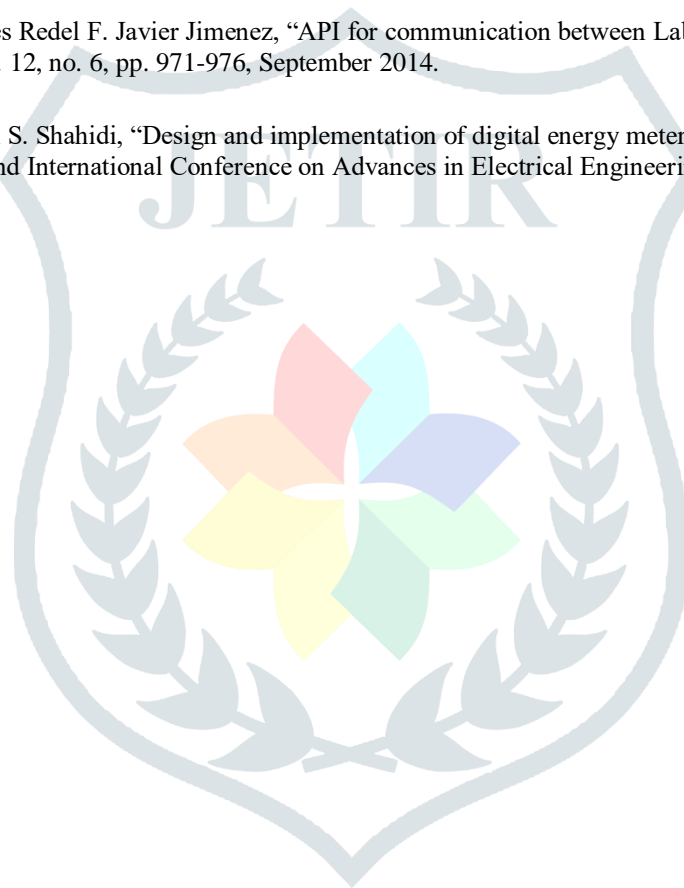 es Redel F. Javier Jimenez, “API for communication between Lab
. 12, no. 6, pp. 971-976, September 2014.
S. Shahidi, “Design and implementation of digital energy meter
nd International Conference on Advances in Electrical Engineeri
JETIR